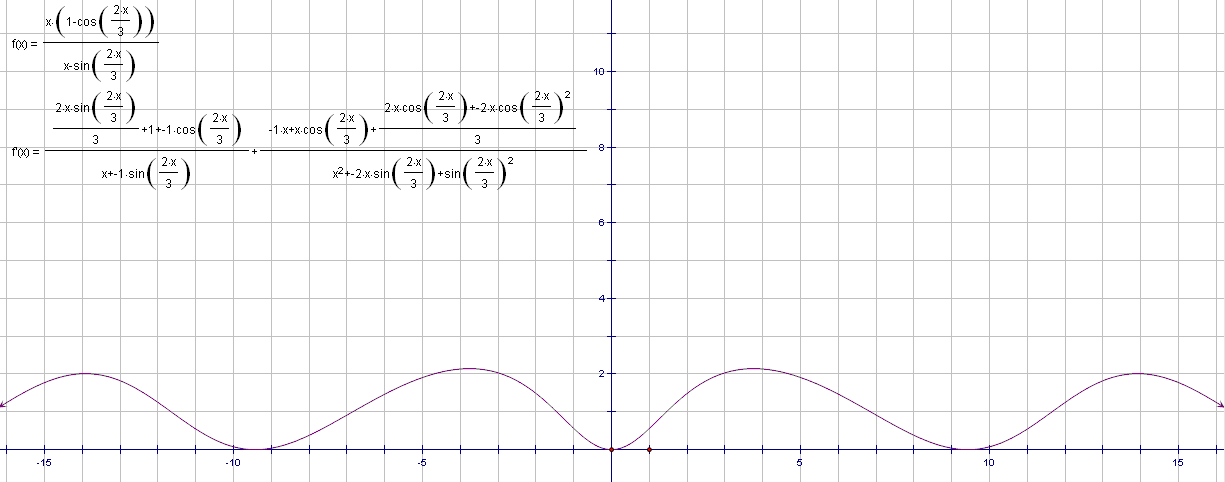 f(x) = x·(1-cos(2·x/3)) / x-sin(2·x/3)
f'(x) = 2·x·sin(2·x/3)/3 +1+-1·cos(2·x/3) / x+-1·sin(2·x/3) + -1·x+x·cos(2·x/3)+ 2·x·cos(2·x/3)+-2·x·cos(2·x/3)²/3 / x²+-2·x·sin(2·x/3)+sin(2·x/3)²
10
8
6
4
2
-15 -10 -5 5 10 15